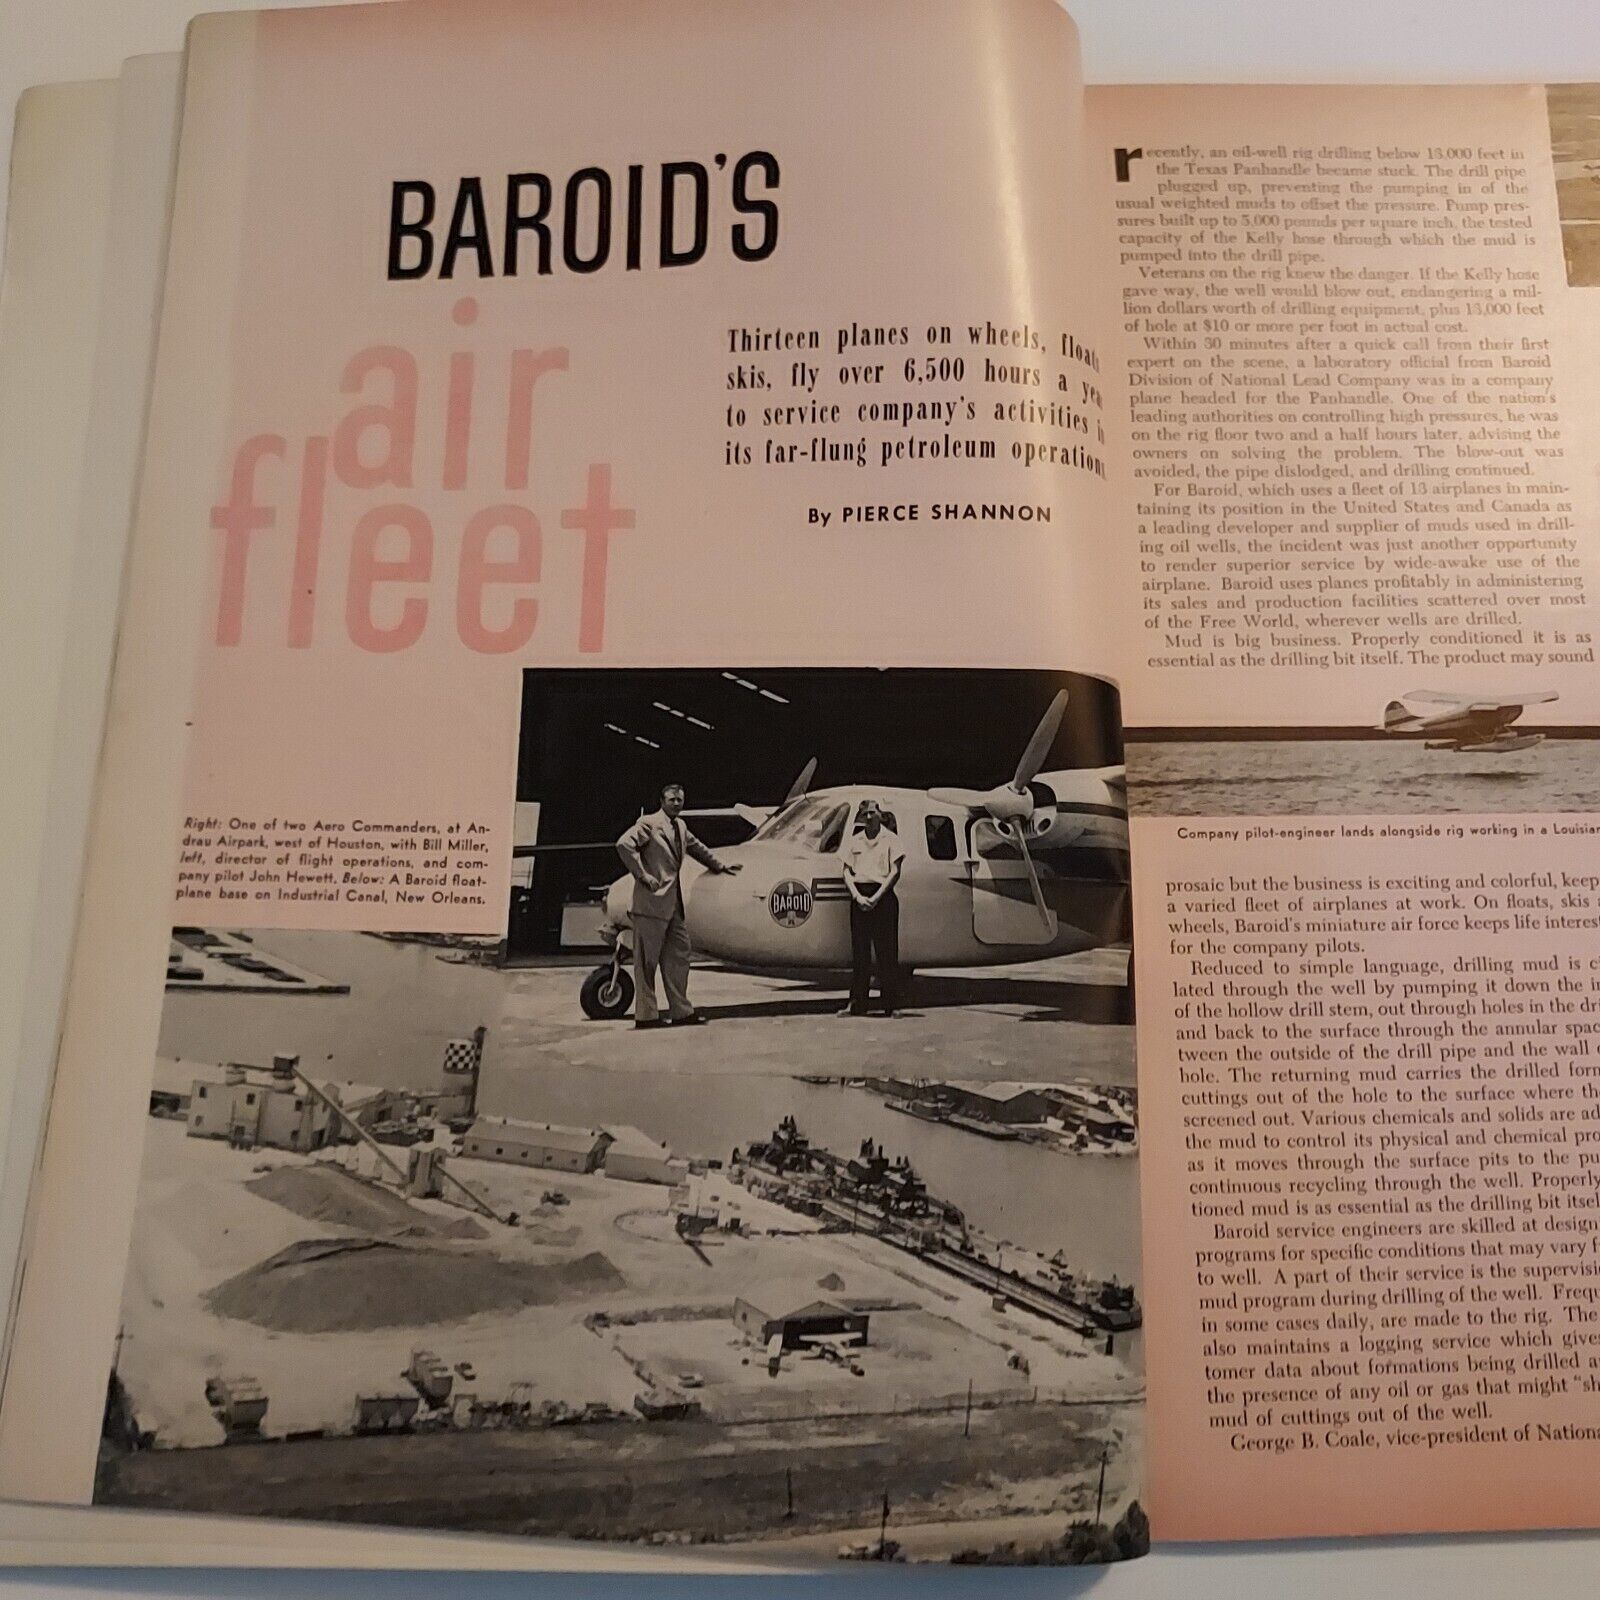 BAROID'S
air
fleet
Thirteen planes on wheels, floats
skis, fly over 6,500 hours a
to service company's activities
its far-flung petroleum
By PIERCE SHANNON
Right: One of two Aero Commanders, at An-
drau Airpark, west of Houston, with Bill Miller,
left, director of flight operations, and com-
pany pilot John Hewett. Below: A Baroid float-
plane base on Industrial Canal, New Orleans.
BAROID
recently, an oil-well rig drilling below 13,000 feet in
the Texas Panhandle became stuck. The drill pipe
plugged up, preventing the pumping in of the
usual weighted muds to offset the pressure. Pump pres-
sures built up to 5,000 pounds per square inch, the tested
capacity of the Kelly hose through which the mud is
pumped into the drill pipe.
Veterans on the rig knew the danger. If the Kelly hose
gave way, the well would blow out, endangering a mil-
lion dollars worth of drilling equipment, plus 13,000 feet
of hole at $10 or more per foot in actual cost.
Within 30 minutes after a quick call from their first
expert on the scene, a laboratory official from Baroid
Division of National Lead Company was in a company
plane headed for the Panhandle. One of the nation's
leading authorities on controlling high pressures, he was
on the rig floor two and a half hours later, advising the
owners on solving the problem. The blow-out was
avoided, the pipe dislodged, and drilling continued.
For Baroid, which uses a fleet of 13 airplanes in main-
taining its position in the United States and Canada as
a leading developer and supplier of muds used in drill-
ing oil wells, the incident was just another opportunity
to render superior service by wide-awake use of the
airplane. Baroid uses planes profitably in administering
its sales and production facilities scattered over most
of the Free World, wherever wells are drilled.
Mud is big business. Properly conditioned it is as
essential as the drilling bit itself. The product may sound
Company pilot-engineer lands alongside rig working in a
prosaic but the business is exciting and colorful,
a varied fleet of airplanes at work. On floats, skis
wheels, Baroid's miniature air force keeps life
for the company pilots.
Reduced to simple language, drilling mud is
lated through the well by pumping it down the
of the hollow drill stem, out through holes in the
and back to the surface through the annular
tween the outside of the drill pipe and the wall
hole. The returning mud carries the drilled
cuttings out of the hole to the surface where
screened out. Various chemicals and solids are
the mud to control its physical and chemical
as it moves through the surface pits to the
continuous recycling through the well. Properly
tioned mud is as essential as the drilling bit
Baroid service engineers are skilled at
programs for specific conditions that may vary
to well. A part of their service is the
mud program during drilling of the well.
in some cases daily, are made to the rig. The
also maintains a logging service which
tomer data about formations being drilled
the presence of any oil or gas that might
mud of cuttings out of the well.
George B. Coale, vice-president of